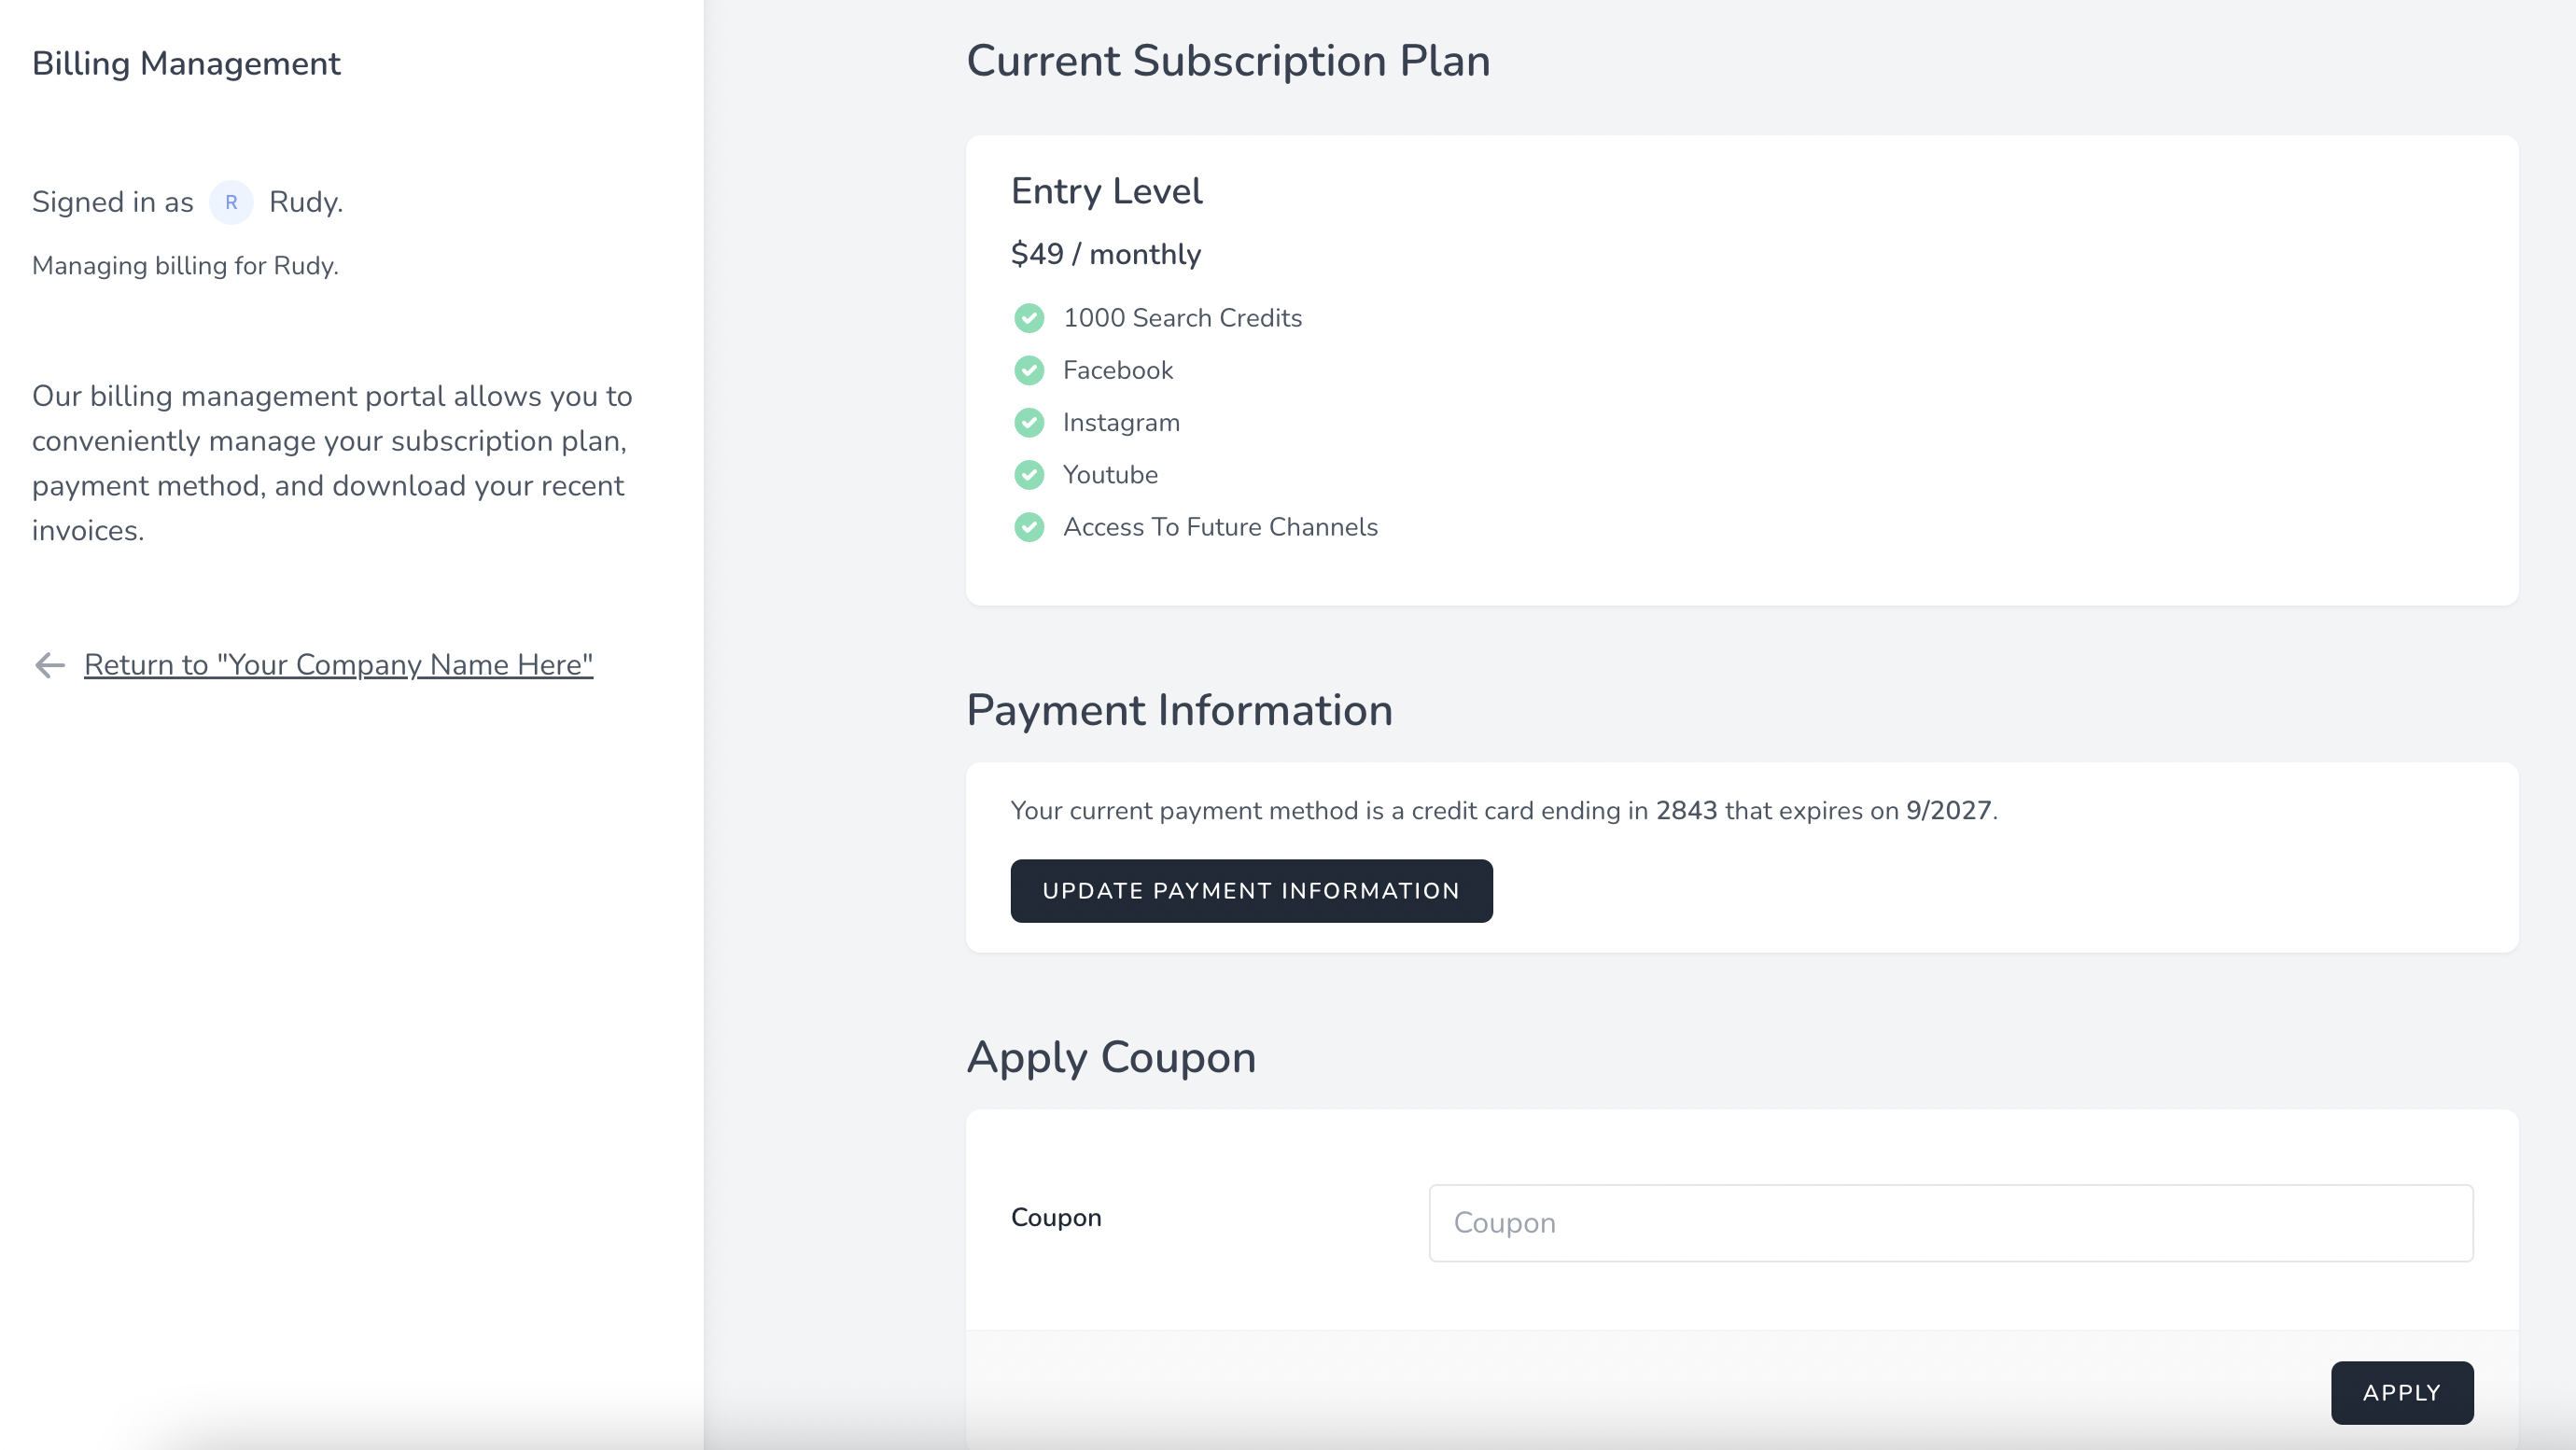 Billing Management
Signed in as R Rudy.
Managing billing for Rudy.
Our billing management portal allows you to
conveniently manage your subscription plan,
payment method, and download your recent
invoices.
Return to "Your Company Name Here"
Current Subscription Plan
Entry Level
$49 / monthly
1000 Search Credits
Facebook
Instagram
Youtube
Access To Future Channels
Payment Information
Your current payment method is a credit card ending in 2843 that expires on 9/2027.
UPDATE PAYMENT INFORMATION
Apply Coupon
Coupon
Coupon
APPLY